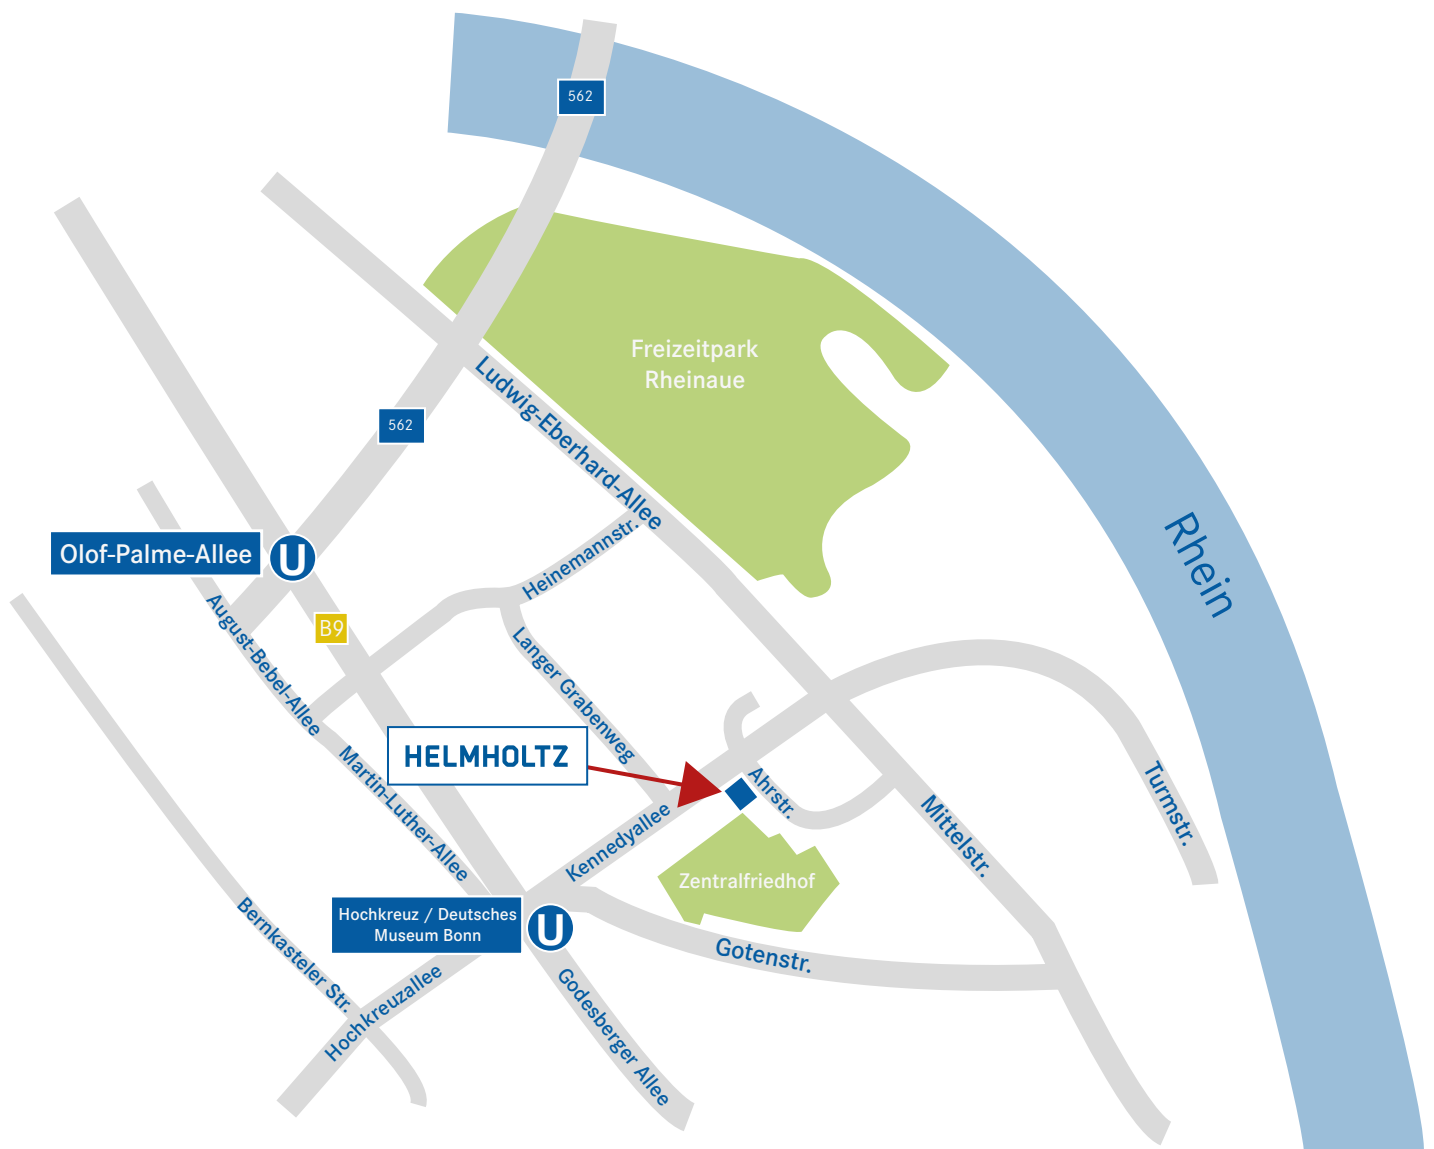 562
Freizeitpark
Rheinaue
Ludwig-Eberhard-Allee
562
Rhein
Heinemannstr.
Olof-Palme-Allee
U
B9
August-Bebel-Allee
Langer Grabenweg
HELMHOLTZ
Martin-Luther-Allee
Ahrstr.
Turmstr.
Kennedyallee
Mittelstr.
Zentralfriedhof
Hochkreuz / Deutsches
Museum Bonn
U
Bernkasteler Str.
Gotenstr.
Hochkreuzallee
Godesberger Allee